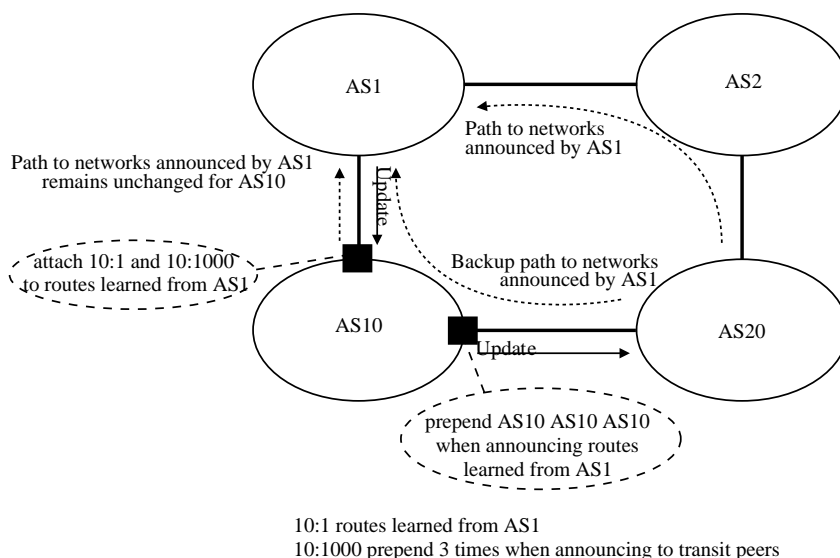 AS1
AS2
Path to networks
announced by AS1
Path to networks announced by AS1
remains unchanged for AS10
Update
attach 10:1 and 10:1000
to routes learned from AS1
Backup path to networks
announced by AS1
AS10
AS20
Update
prepend AS10 AS10 AS10
when announcing routes
learned from AS1
10:1 routes learned from AS1
10:1000 prepend 3 times when announcing to transit peers